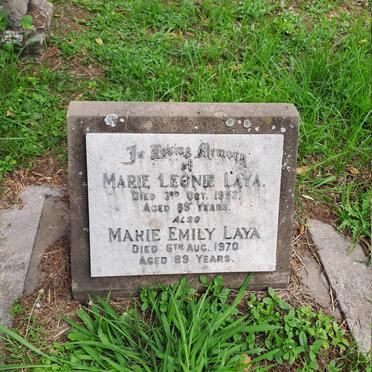 In Loving Memory
of
MARIE LEONIE LAYA.
DIED 3RD OCT. 1952,
AGED 85 YEARS.
ALSO
MARIE EMILY LAYA
DIED 6TH AUG. 1970
AGED 89 YEARS.